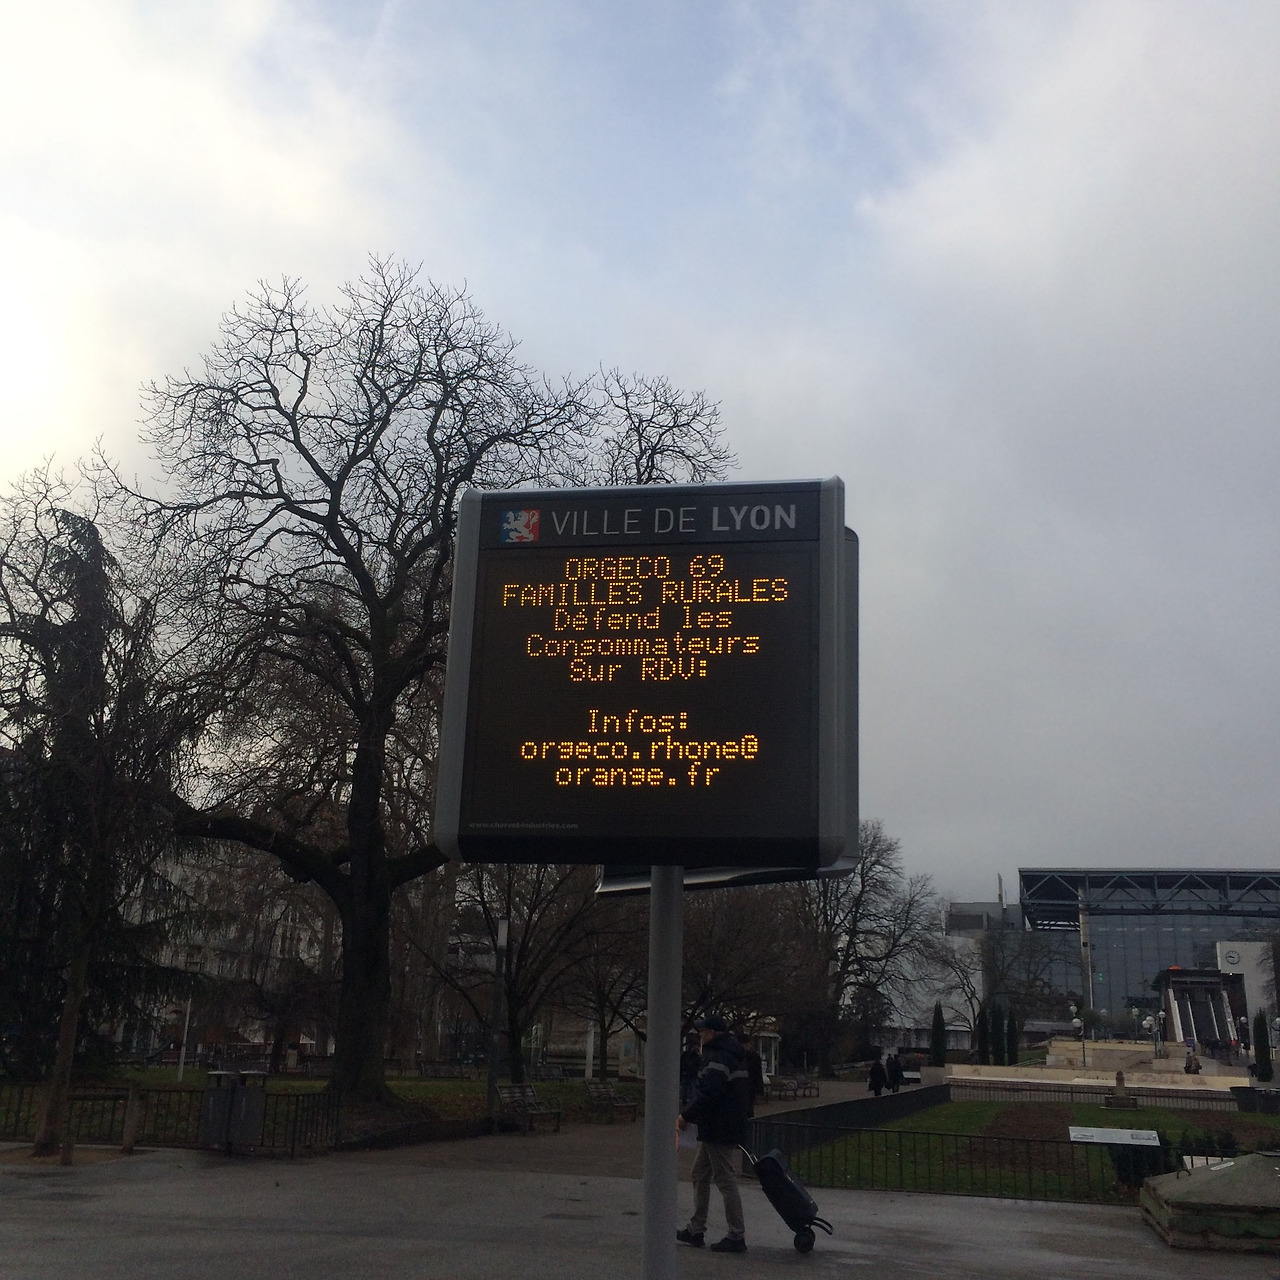 VILLE DE LYON
ORGECO 69
FAMILLES RURALES
Défend les
Consommateurs
Sur RDV:
Infos:
orgeco.rhone@
orange.fr